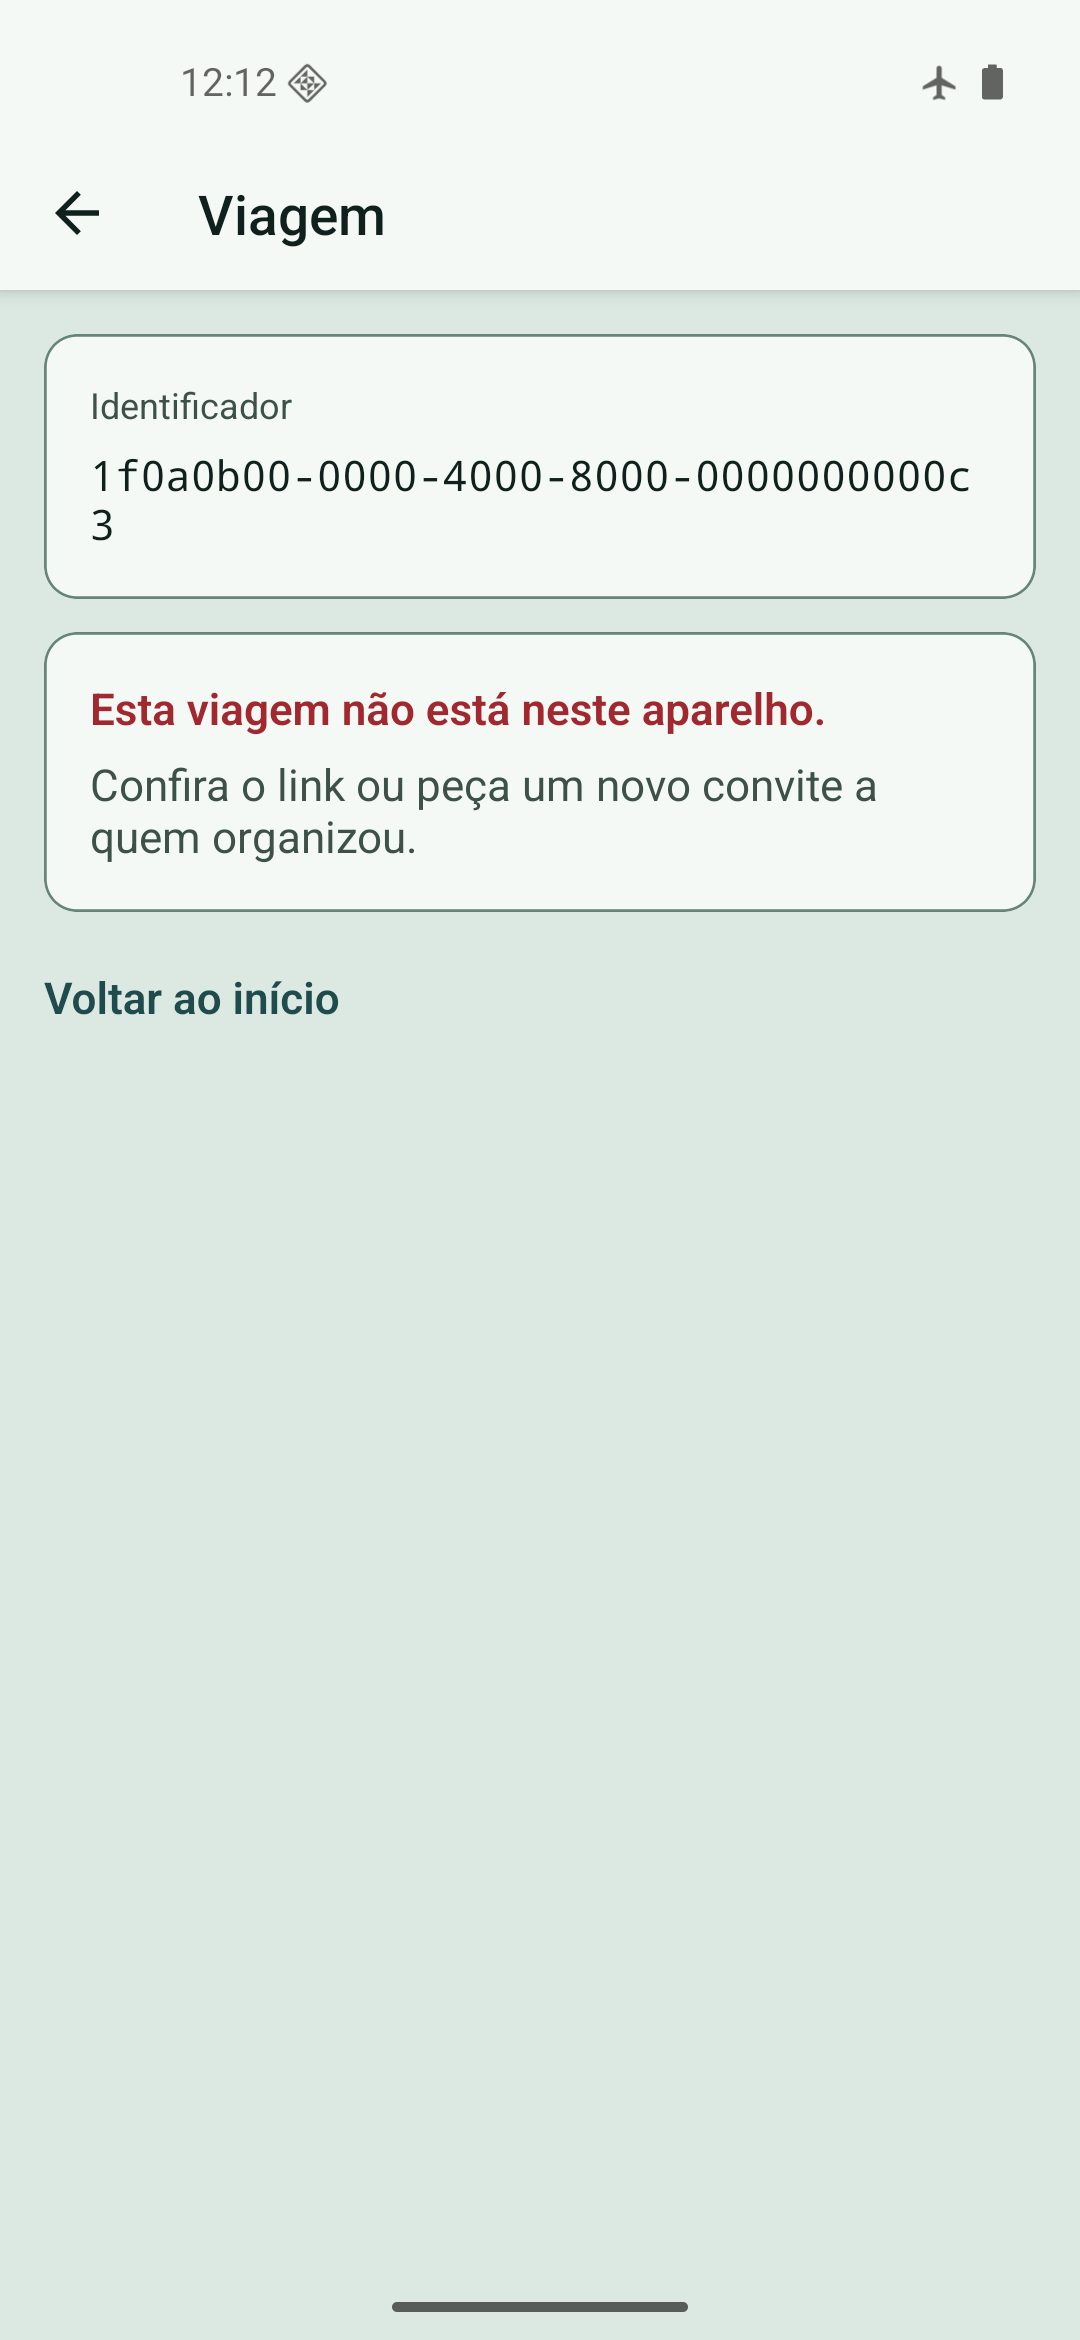 12:12
Viagem
Identificador
1f0a0b00-0000-4000-8000-0000000000c
3
Esta viagem não está neste aparelho.
Confira o link ou peça um novo convite a
quem organizou.
Voltar ao início